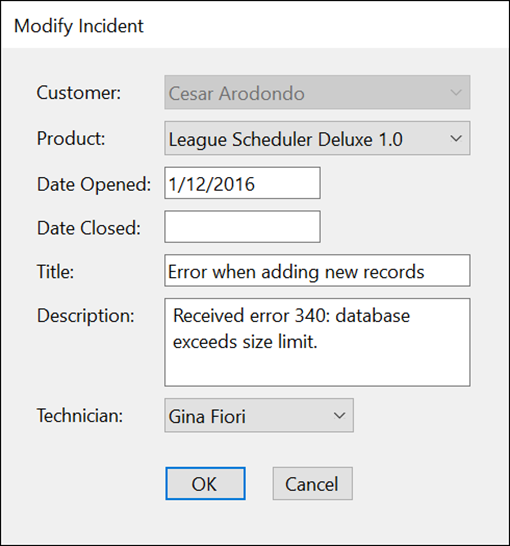 Modify Incident
Customer: Cesar Arodondo
Product: League Scheduler Deluxe 1.0
Date Opened: 1/12/2016
Date Closed:
Title: Error when adding new records
Description: Received error 340: database
exceeds size limit.
Technician: Gina Fiori
OK Cancel